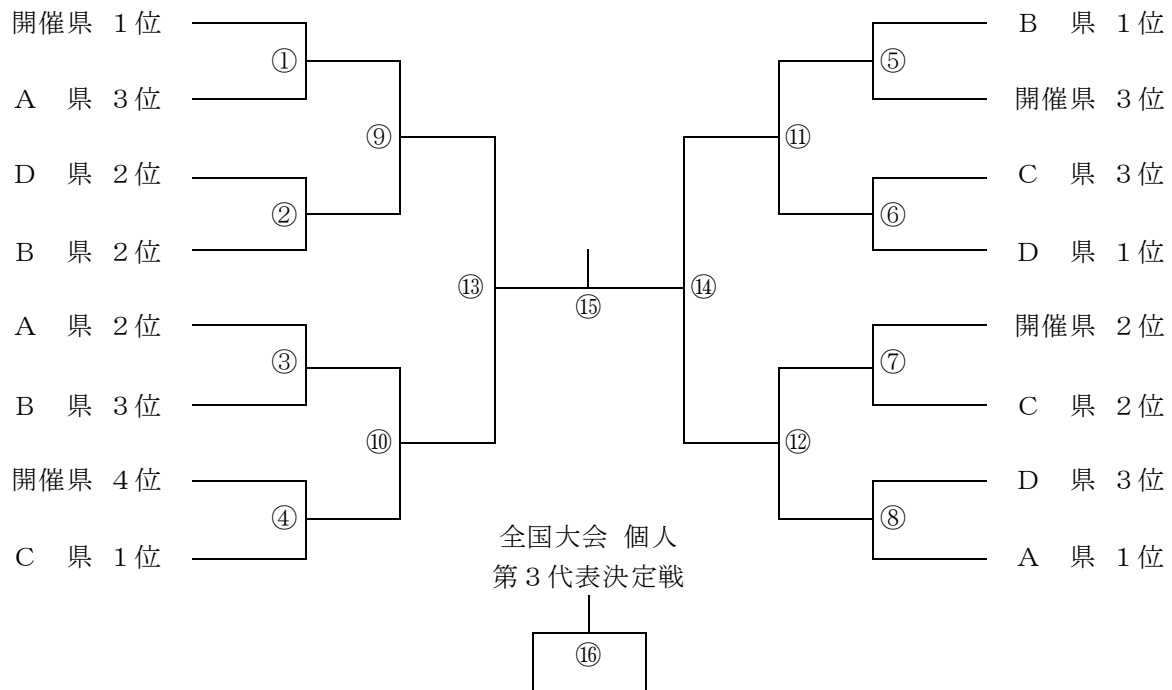 開催県 １位
①
A 県 ３位
⑨
D 県 ２位
②
B 県 ２位
⑬
A 県 ２位
③
B 県 ３位
⑩
開催県 ４位
④
C 県 １位
⑮
B 県 １位
⑤
開催県 ３位
⑪
C 県 ３位
⑥
D 県 １位
⑭
開催県 ２位
⑦
C 県 ２位
⑫
D 県 ３位
⑧
A 県 １位
全国大会 個人
第３代表決定戦
⑯